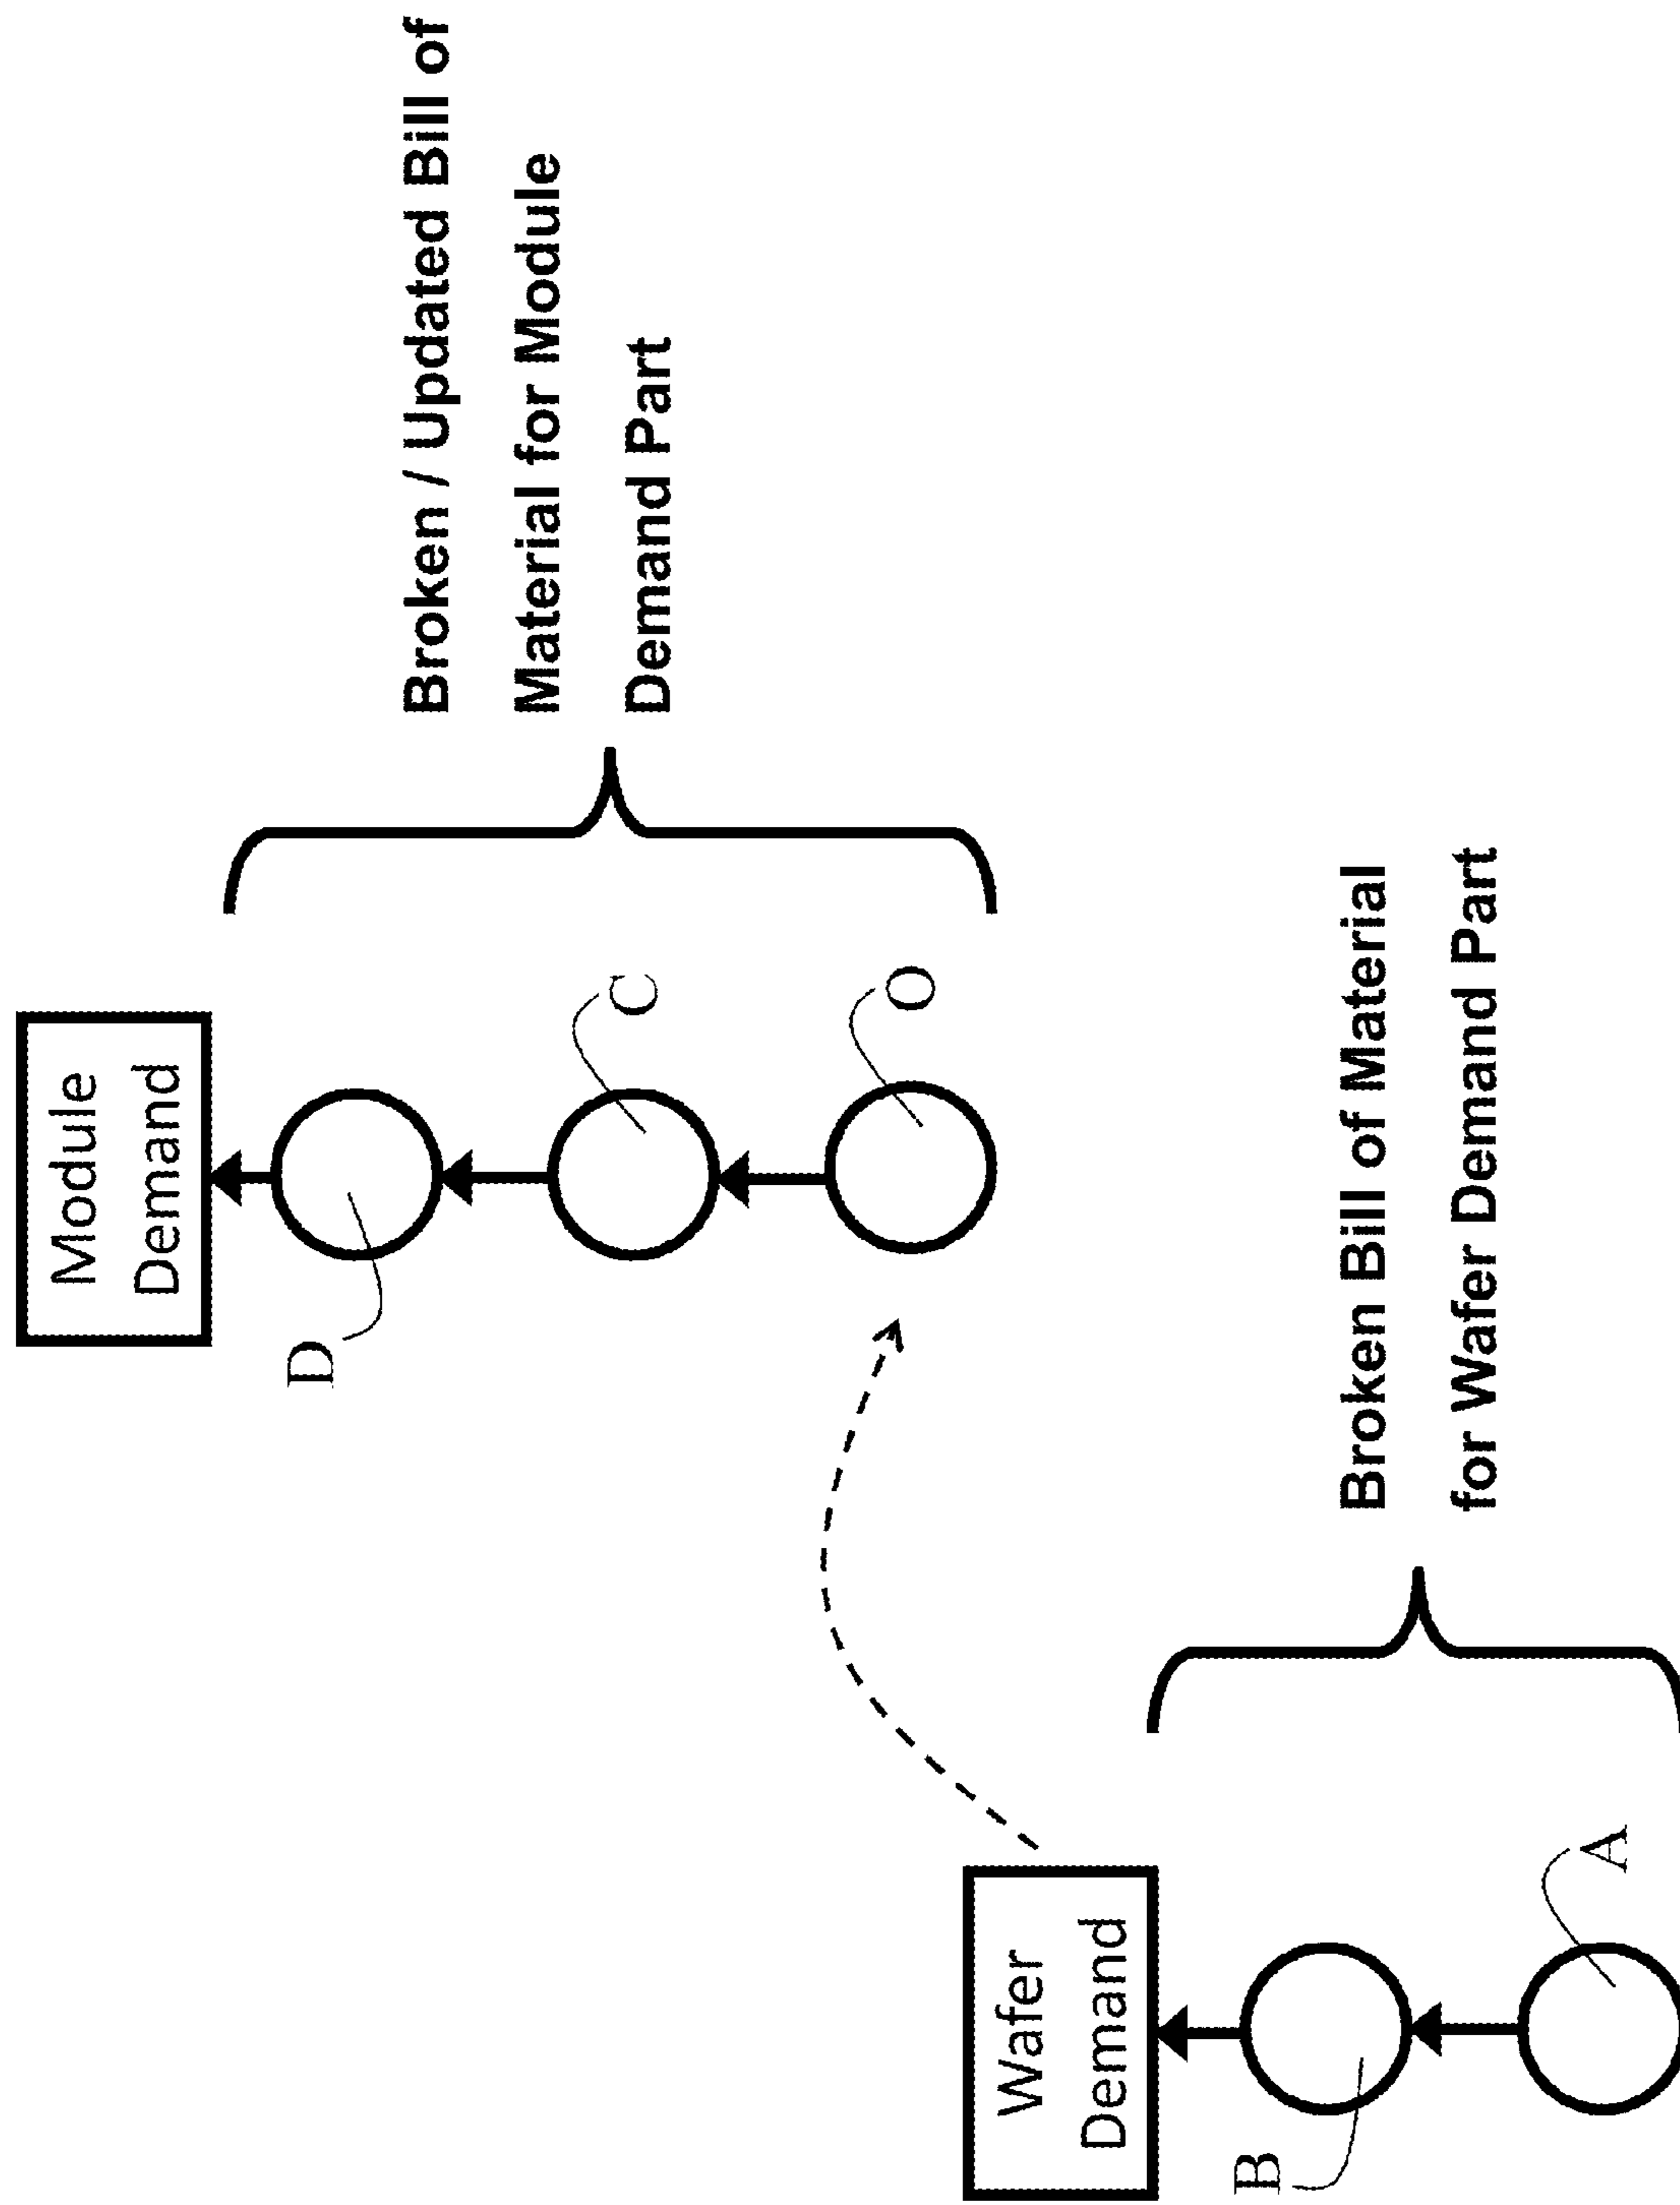 Module
Demand
D
Broken / Updated Bill of
Material for Module
Demand Part
C
O
Wafer
Demand
B
Broken Bill of Material
for Wafer Demand Part
A